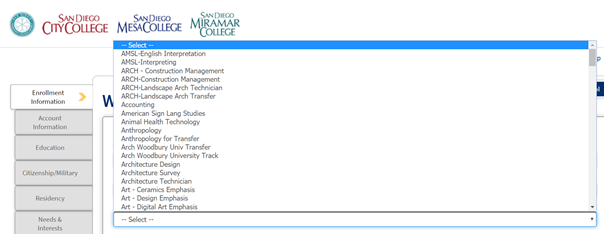 SAN DIEGO
CITY COLLEGE
SAN DIEGO
MESA COLLEGE
SAN DIEGO
MIRAMAR
COLLEGE
-- Select --
AMSL-English Interpretation
AMSL-Interpreting
ARCH - Construction Management
ARCH-Construction Management
ARCH-Landscape Arch Technician
ARCH-Landscape Arch Transfer
Accounting
American Sign Lang Studies
Animal Health Technology
Anthropology
Anthropology for Transfer
Arch Woodbury Univ Transfer
Arch Woodbury University Track
Architecture Design
Architecture Survey
Architecture Technician
Art - Ceramics Emphasis
Art - Design Emphasis
Art - Digital Art Emphasis
-- Select --
Enrollment
Information
Account
Information
Education
Citizenship/Military
Residency
Needs &
Interests
W